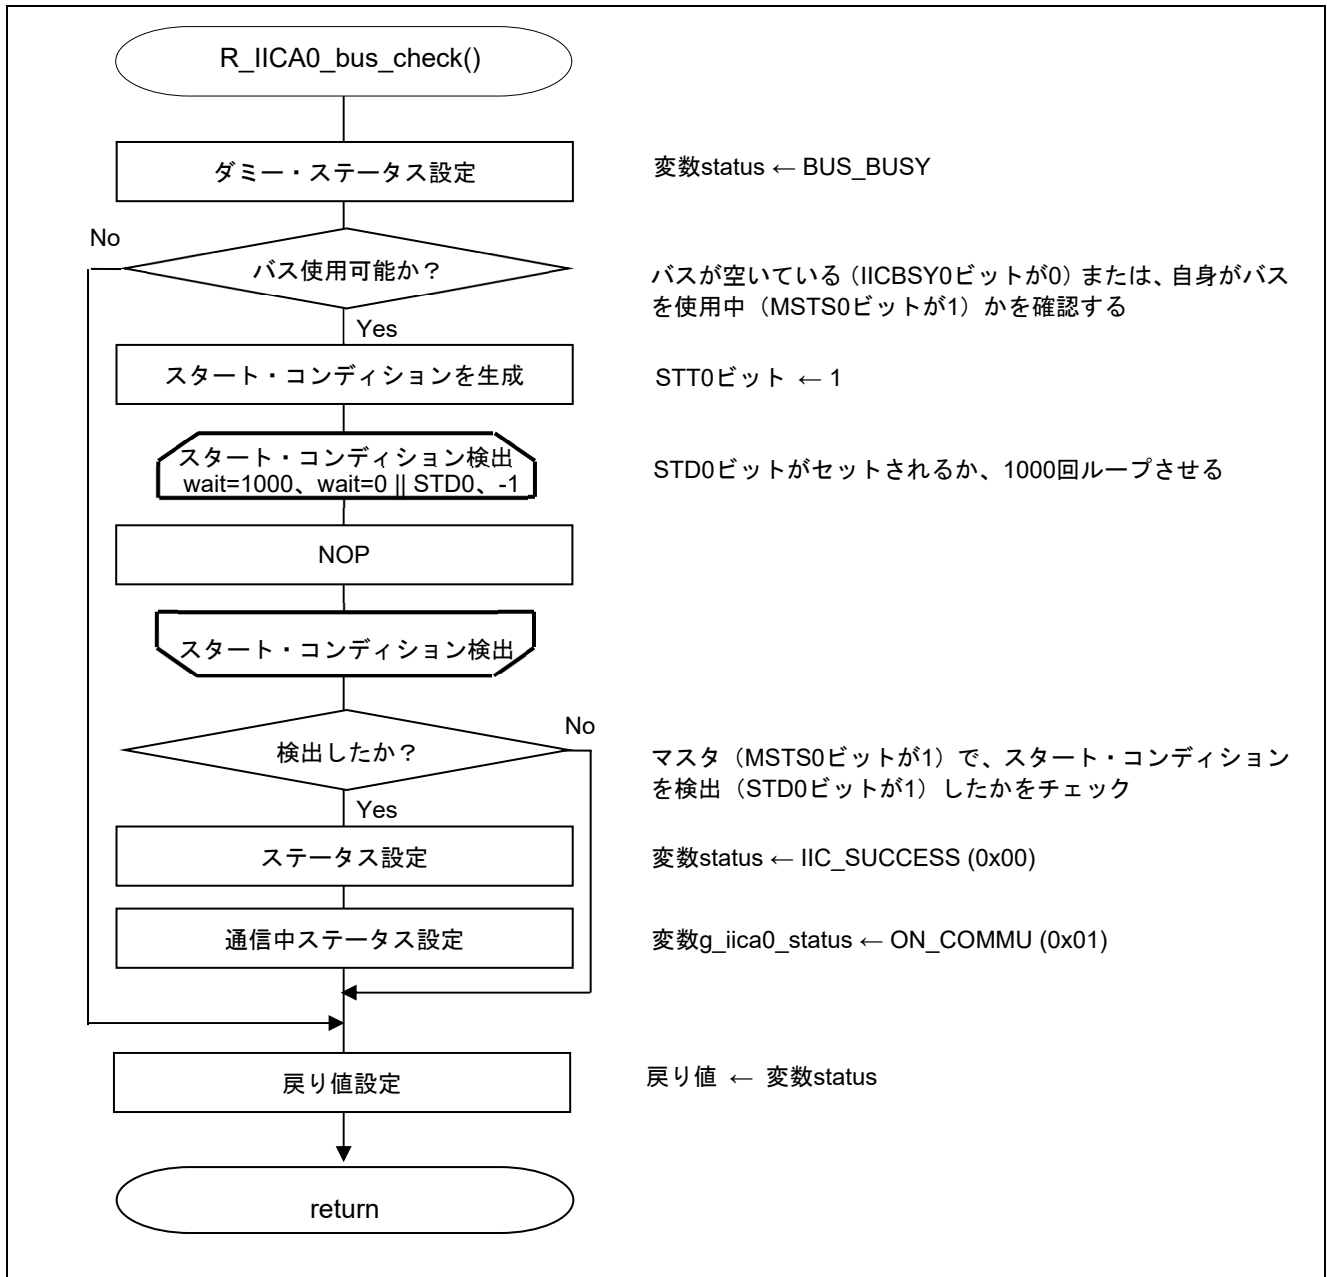 R_IICA0_bus_check()
ダミー・ステータス設定
変数status ← BUS_BUSY
No
バス使用可能か？
バスが空いている（IICBSY0ビットが0）または、自身がバス
を使用中（MSTS0ビットが1）かを確認する
Yes
スタート・コンディションを生成
STT0ビット ← 1
スタート・コンディション検出
wait=1000、wait=0 || STD0、-1
STD0ビットがセットされるか、1000回ループさせる
NOP
スタート・コンディション検出
No
検出したか？
マスタ（MSTS0ビットが1）で、スタート・コンディション
を検出（STD0ビットが1）したかをチェック
Yes
ステータス設定
変数status ← IIC_SUCCESS (0x00)
通信中ステータス設定
変数g_iica0_status ← ON_COMMU (0x01)
戻り値設定
戻り値 ← 変数status
return